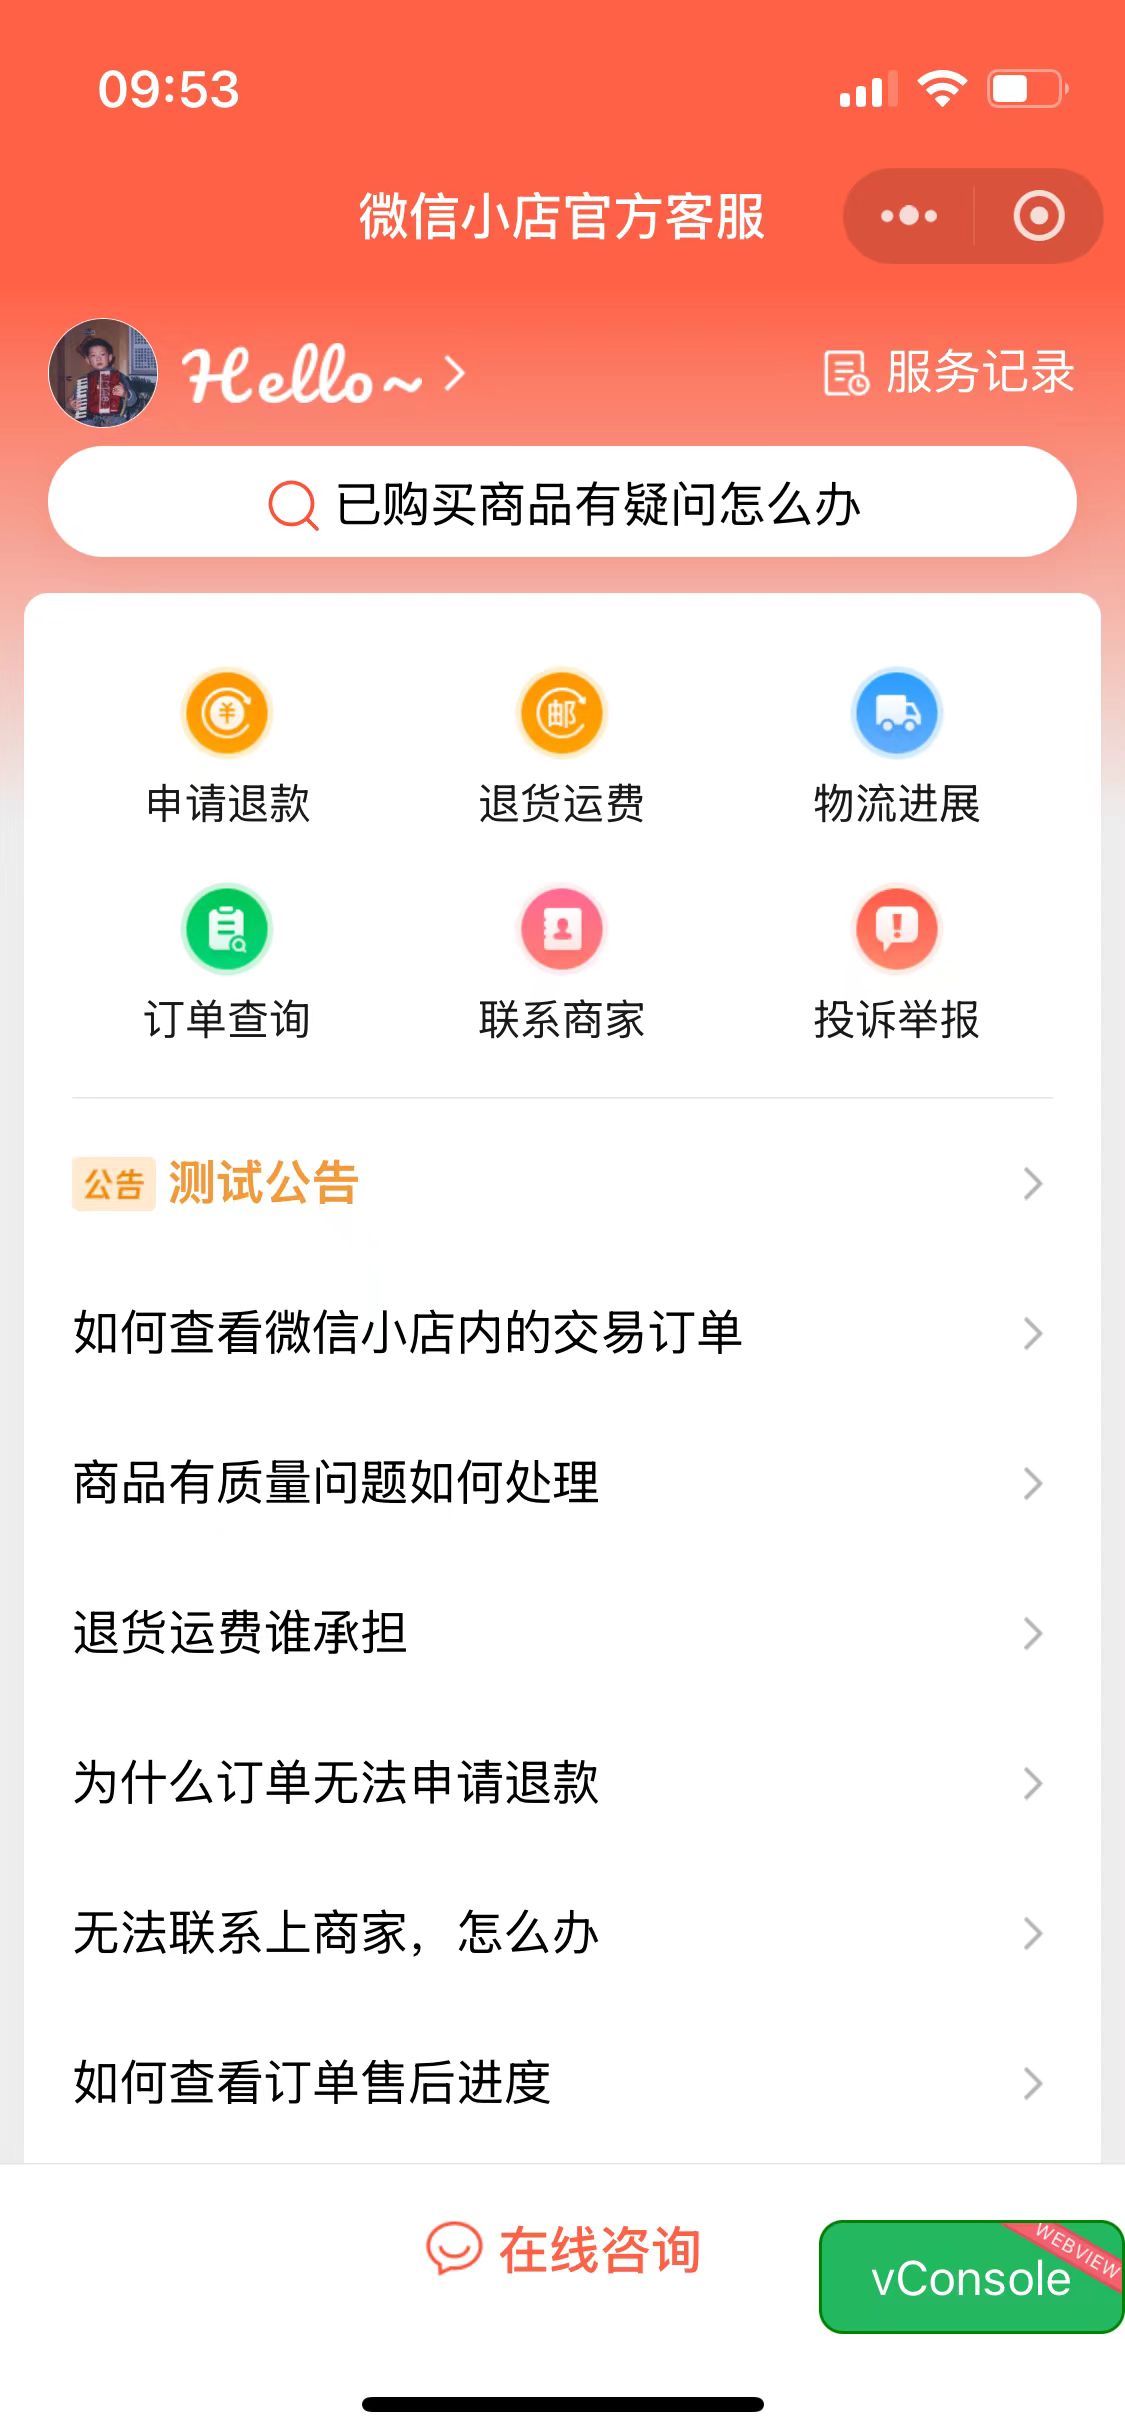 09:53
微信小店官方客服
Hello~
服务记录
已购买商品有疑问怎么办
申请退款 退货运费 物流进展
邮
订单查询 联系商家 投诉举报
公告 测试公告
如何查看微信小店内的交易订单
商品有质量问题如何处理
退货运费谁承担
为什么订单无法申请退款
无法联系上商家，怎么办
如何查看订单售后进度
在线咨询
vConsole
WEBVIEW